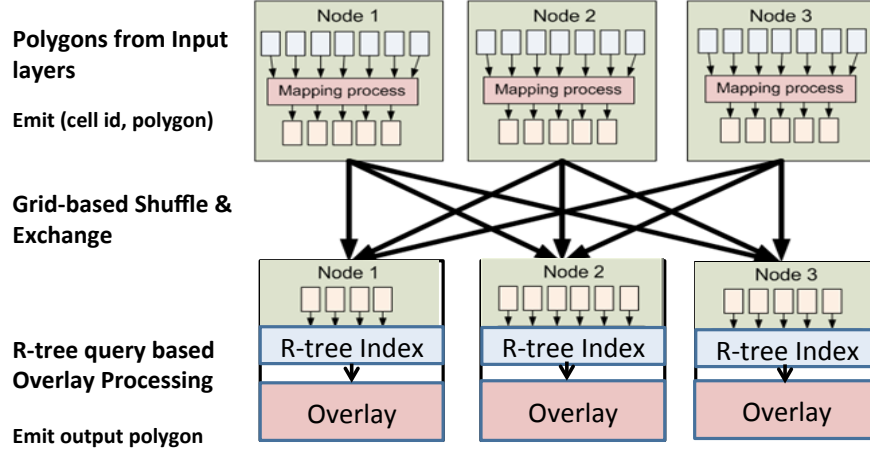 Node 1
Node 2
Node 3
Polygons from Input
layers
Mapping process
Mapping process
Mapping process
Emit (cell id, polygon)
Grid-based Shuffle &
Exchange
Node 1
Node 2
Node 3
R-tree query based
Overlay Processing
R-tree Index
R-tree Index
R-tree Index
Overlay
Overlay
Overlay
Emit output polygon